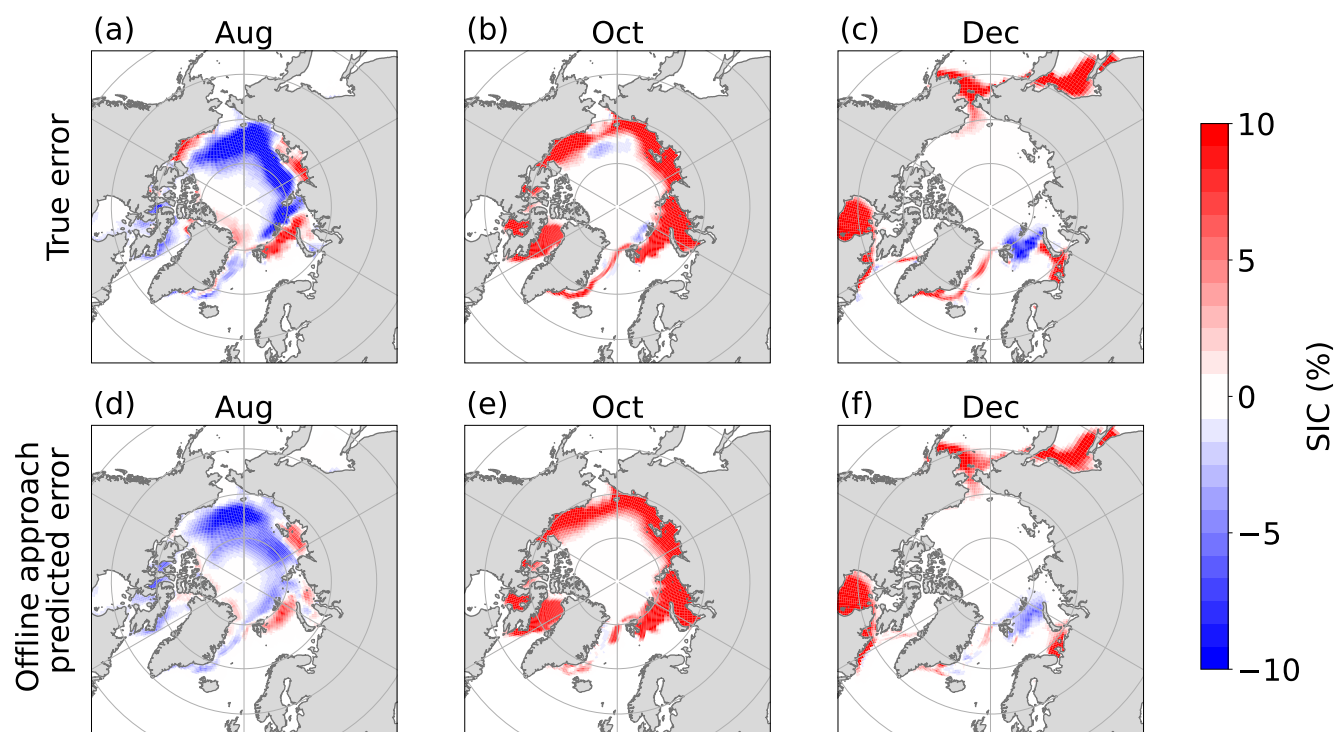 (a) Aug
(b) Oct
(c) Dec
True error
(d) Aug
(e) Oct
(f) Dec
Offline approach
predicted error
10
5
0
−5
−10
SIC (%)